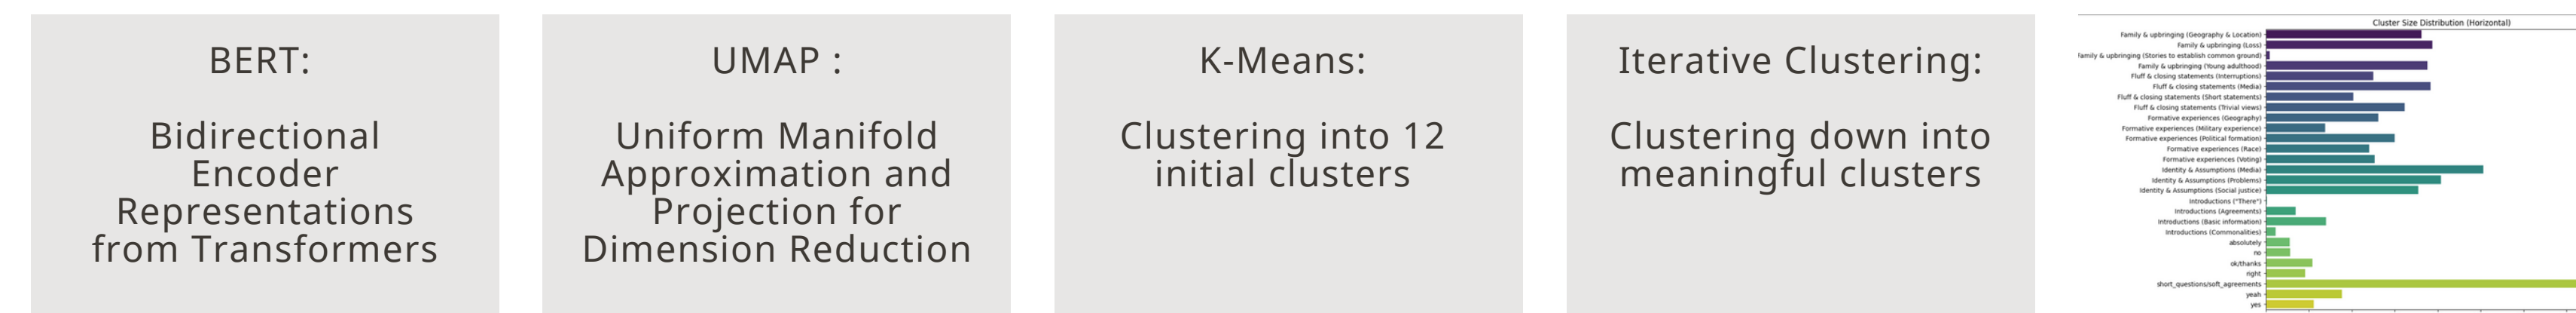 BERT:
Bidirectional
Encoder
Representations
from Transformers
UMAP :
Uniform Manifold
Approximation and
Projection for
Dimension Reduction
K-Means:
Clustering into 12
initial clusters
Iterative Clustering:
Clustering down into
meaningful clusters
Cluster Size Distribution (Horizontal)
Family & upbringing (Geography & Location)
Family & upbringing (Loss)
Family & upbringing (Stories to establish common ground)
Family & upbringing (Young adulthood)
Fluff & closing statements (Interruptions)
Fluff & closing statements (Media)
Fluff & closing statements (Short statements)
Fluff & closing statements (Trivial views)
Formative experiences (Geography)
Formative experiences (Military experience)
Formative experiences (Political formation)
Formative experiences (Race)
Formative experiences (Voting)
Identity & Assumptions (Media)
Identity & Assumptions (Problems)
Identity & Assumptions (Social justice)
Introductions ("There")
Introductions (Agreements)
Introductions (Basic information)
Introductions (Commonalities)
absolutely
no
ok/thanks
right
short_questions/soft_agreements
yeah
yes